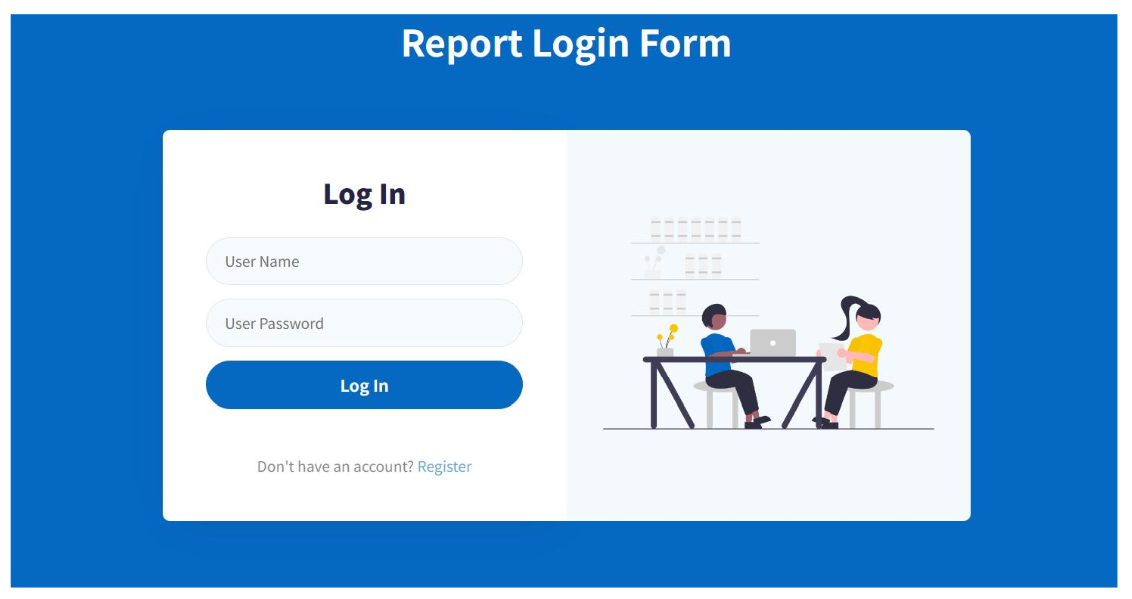 Report Login Form
Log In
User Name
User Password
Log In
Don't have an account? Register